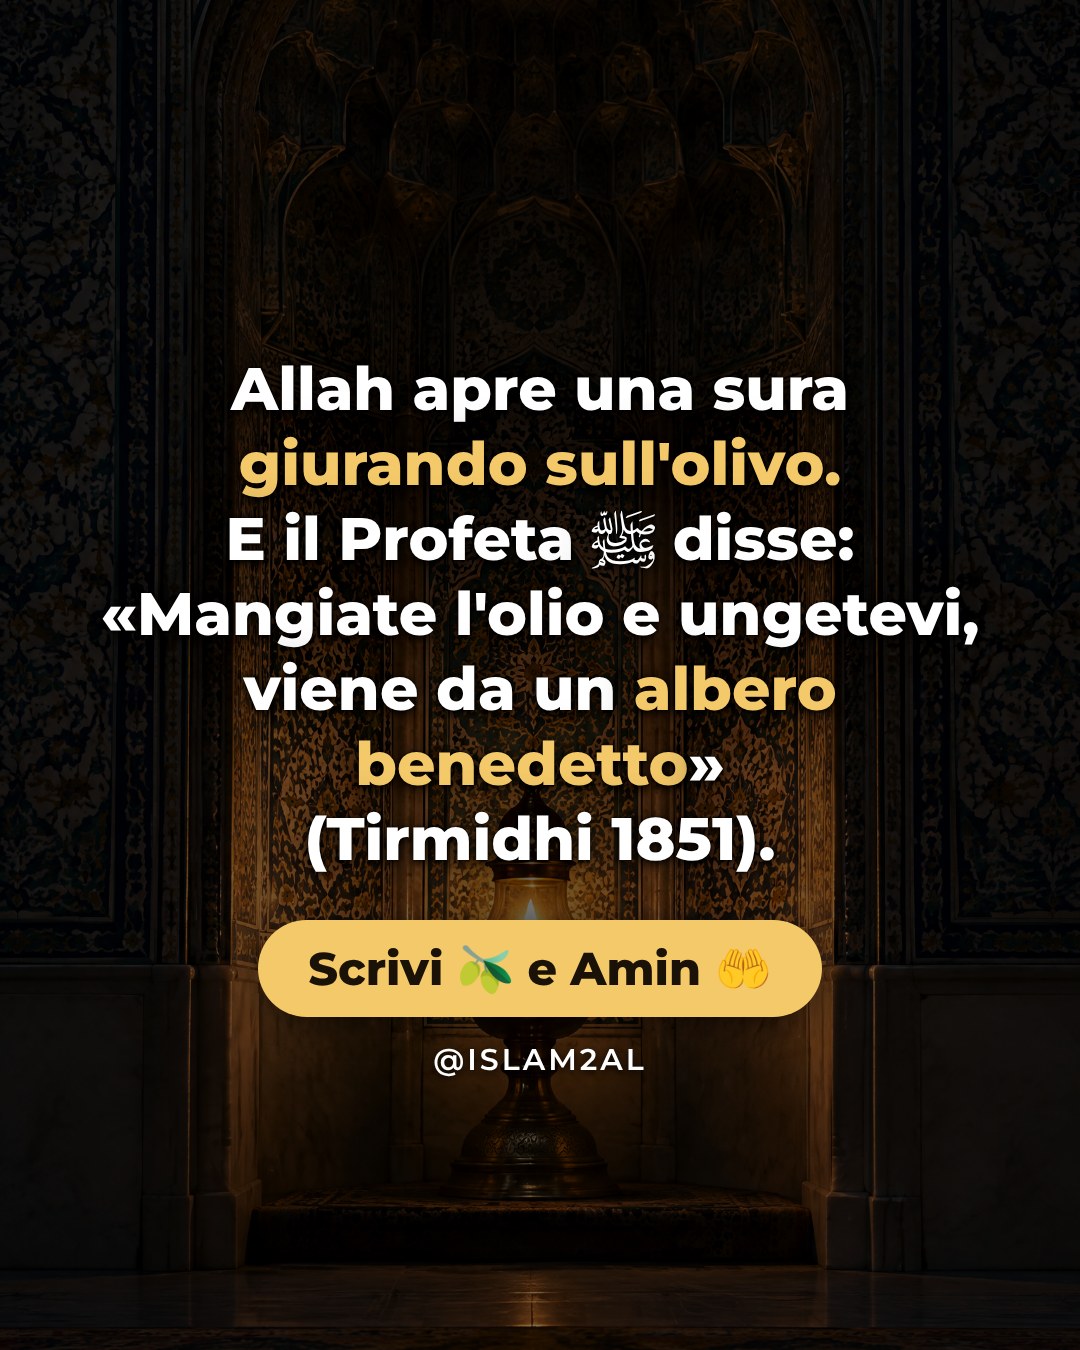 Allah apre una sura
giurando sull'olivo.
E il Profeta ﷺ disse:
«Mangiate l'olio e ungetevi,
viene da un albero
benedetto»
(Tirmidhi 1851).
Scrivi 🫒 e Amin 🤲
@ISLAM2AL